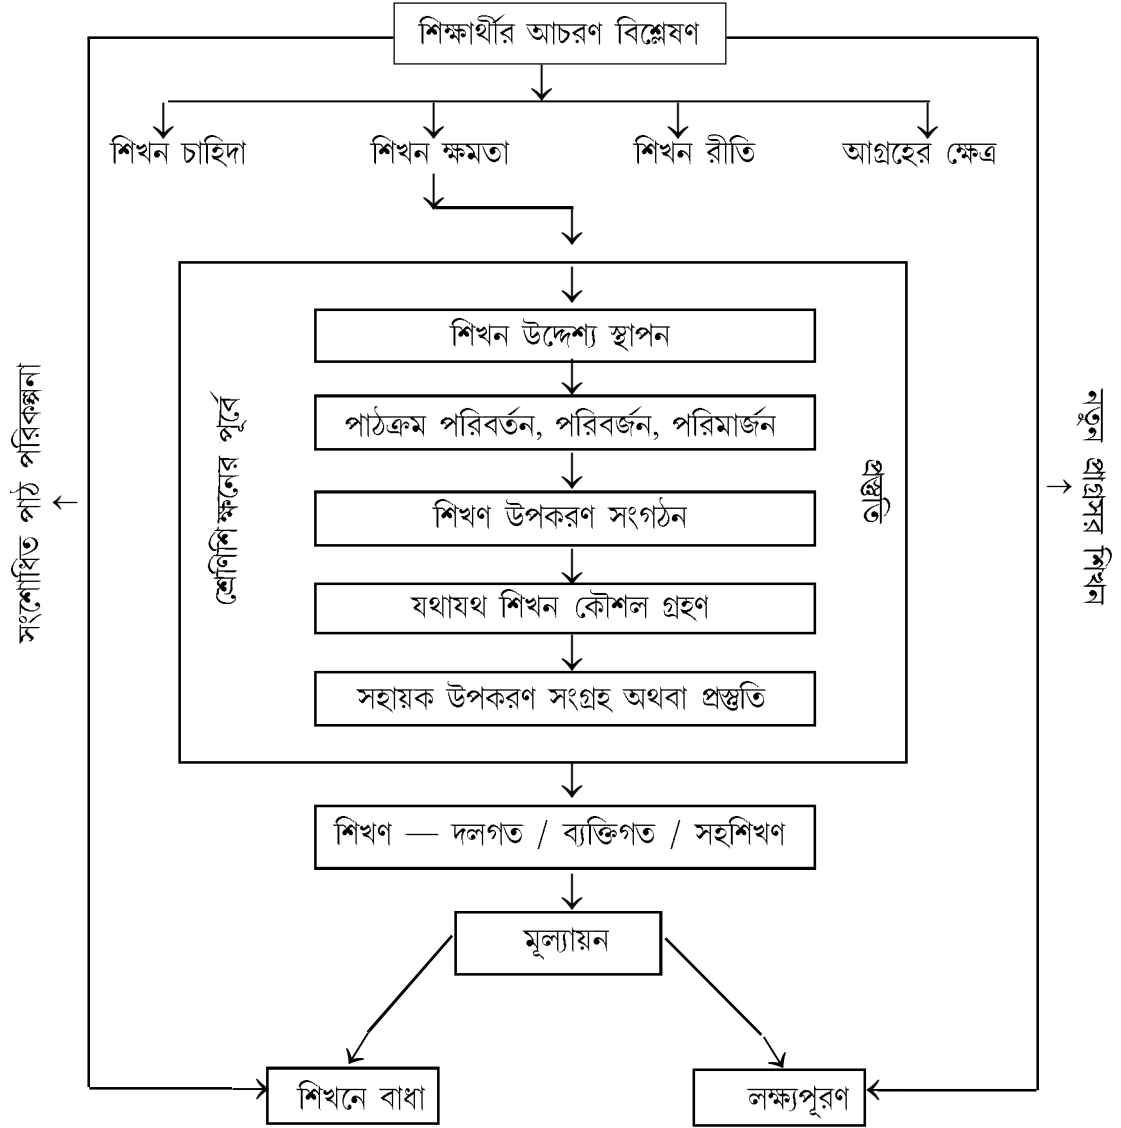 শিক্ষার্থীর আচরণ বিশ্লেষণ
শিখন চাহিদা
শিখন ক্ষমতা
শিখন রীতি
আগ্রহের ক্ষেত্র
শিখন উদ্দেশ্য স্থাপন
পাঠক্রম পরিবর্তন, পরিবর্জন, পরিমার্জন
শিখণ উপকরণ সংগঠন
যথাযথ শিখন কৌশল গ্রহণ
সহায়ক উপকরণ সংগ্রহ অথবা প্রস্তুতি
শ্রেণিশিক্ষনের পূর্বে
প্রস্তুতি
সংশোধিত পাঠ পরিকল্পনা
নতুন প্রাগ্রসর শিখন
শিখণ — দলগত / ব্যক্তিগত / সহশিখণ
মূল্যায়ন
শিখনে বাধা
লক্ষ্যপূরণ